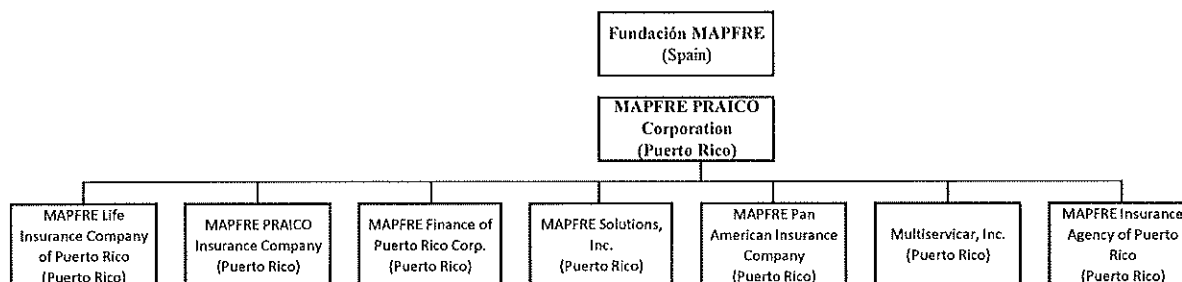 Fundación MAPFRE
(Spain)
MAPFRE PRAICO
Corporation
(Puerto Rico)
MAPFRE Life
Insurance Company
of Puerto Rico
(Puerto Rico)
MAPFRE PRAICO
Insurance Company
(Puerto Rico)
MAPFRE Finance of
Puerto Rico Corp.
(Puerto Rico)
MAPFRE Solutions,
Inc.
(Puerto Rico)
MAPFRE Pan
American Insurance
Company
(Puerto Rico)
Multiservicar, Inc.
(Puerto Rico)
MAPFRE Insurance
Agency of Puerto
Rico
(Puerto Rico)